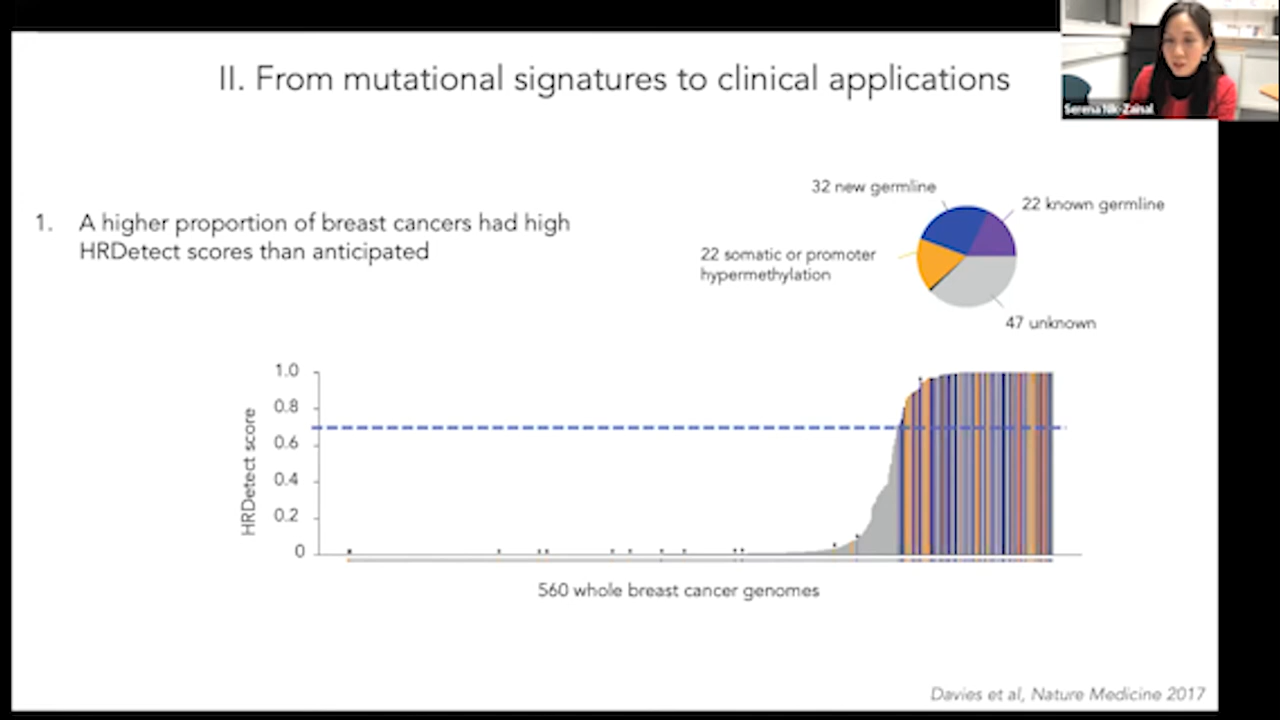 II. From mutational signatures to clinical applications
Serena Nik-Zainal
1. A higher proportion of breast cancers had high
HRDetect scores than anticipated
32 new germline
22 known germline
22 somatic or promoter
hypermethylation
47 unknown
1.0
0.8
0.6
0.4
0.2
0
HRDetect score
560 whole breast cancer genomes
Davies et al, Nature Medicine 2017